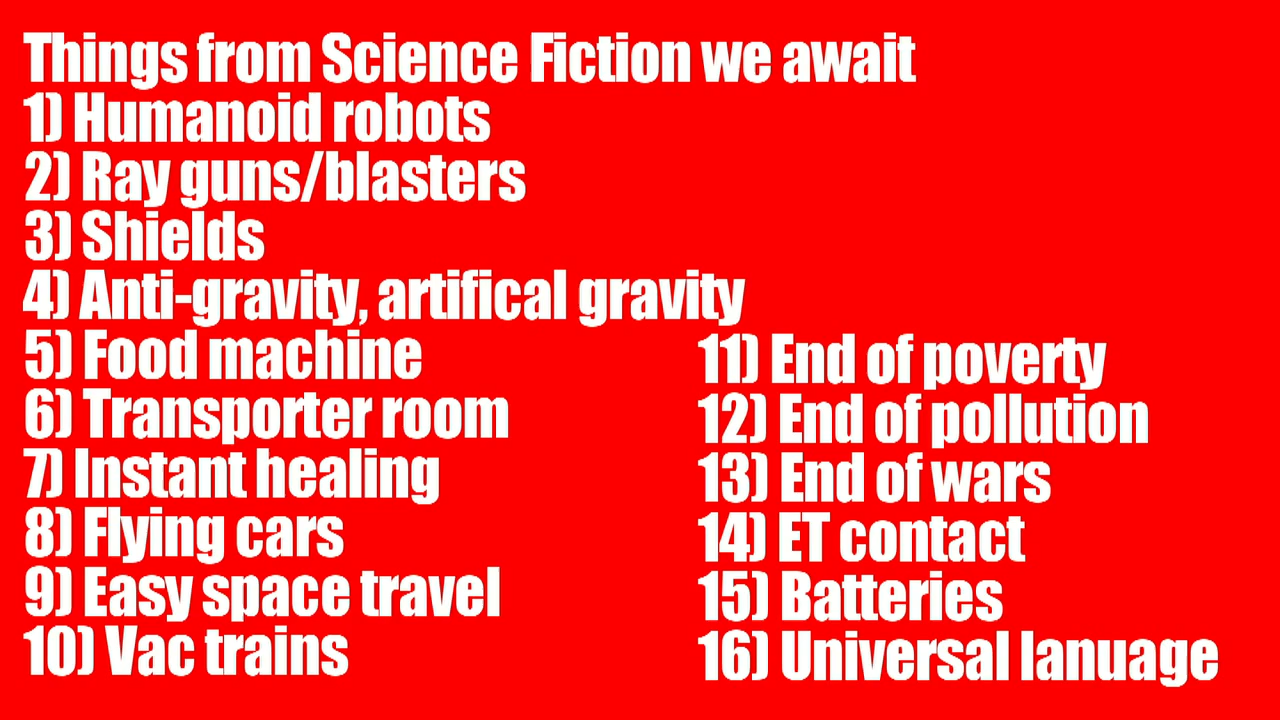 Things from Science Fiction we await
1) Humanoid robots
2) Ray guns/blasters
3) Shields
4) Anti-gravity, artifical gravity
5) Food machine
6) Transporter room
7) Instant healing
8) Flying cars
9) Easy space travel
10) Vac trains
11) End of poverty
12) End of pollution
13) End of wars
14) ET contact
15) Batteries
16) Universal lanuage